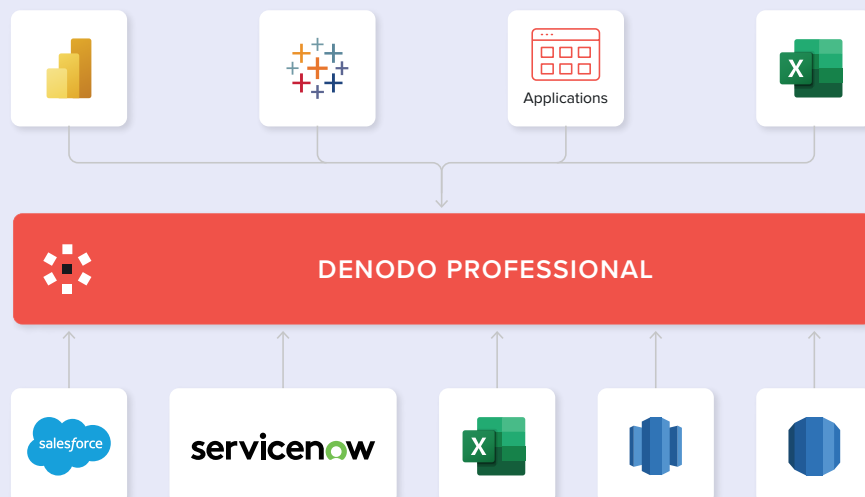 Applications
X
DENODO PROFESSIONAL
salesforce
servicenow
X